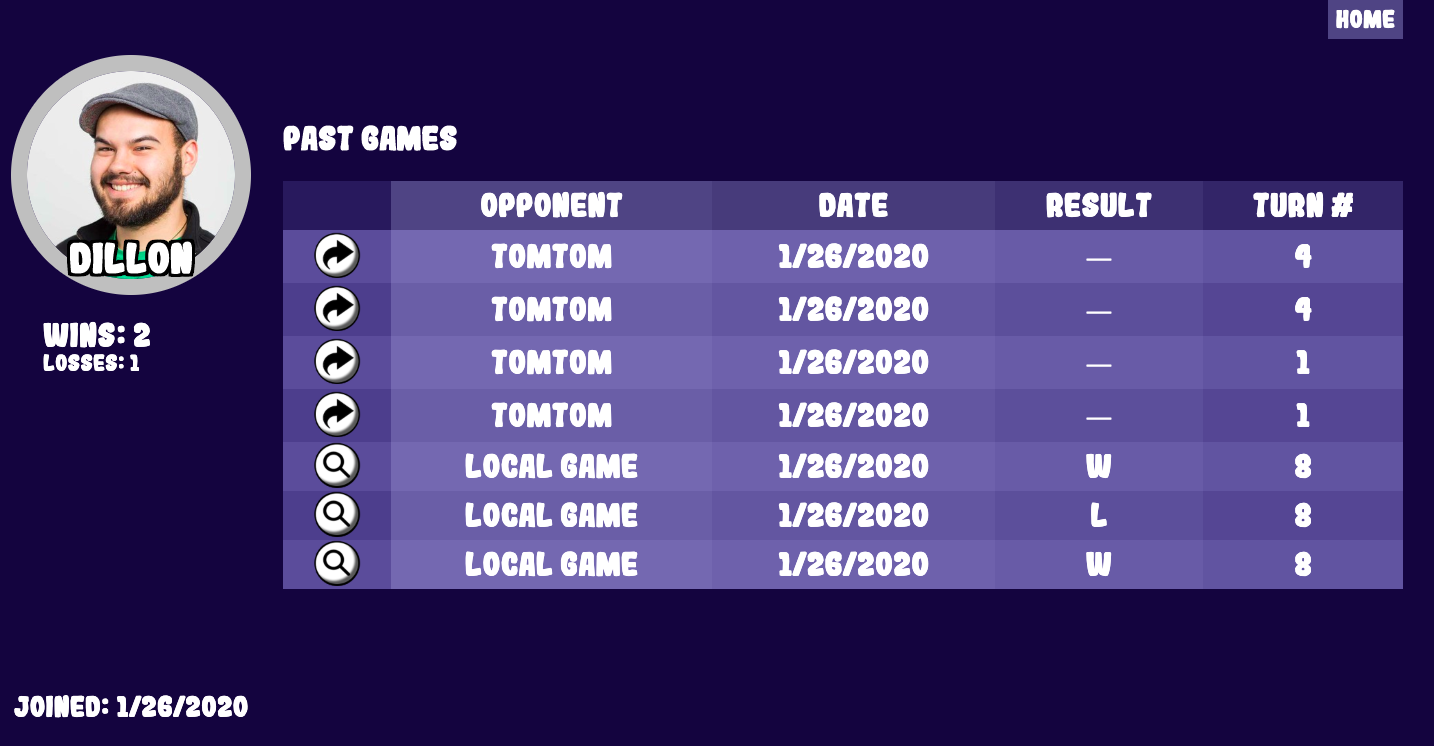 HOME
DILLON
WINS: 2
LOSSES: 1
PAST GAMES
OPPONENT DATE RESULT TURN #
TOMTOM 1/26/2020 — 4
TOMTOM 1/26/2020 — 4
TOMTOM 1/26/2020 — 1
TOMTOM 1/26/2020 — 1
LOCAL GAME 1/26/2020 W 8
LOCAL GAME 1/26/2020 L 8
LOCAL GAME 1/26/2020 W 8
JOINED: 1/26/2020